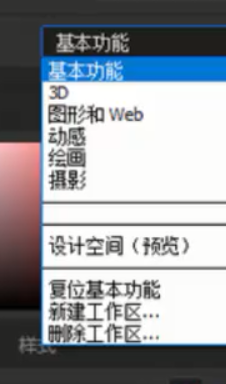 基本功能
基本功能
3D
图形和 Web
动感
绘画
摄影
设计空间（预览）
复位基本功能
新建工作区...
删除工作区...
样式